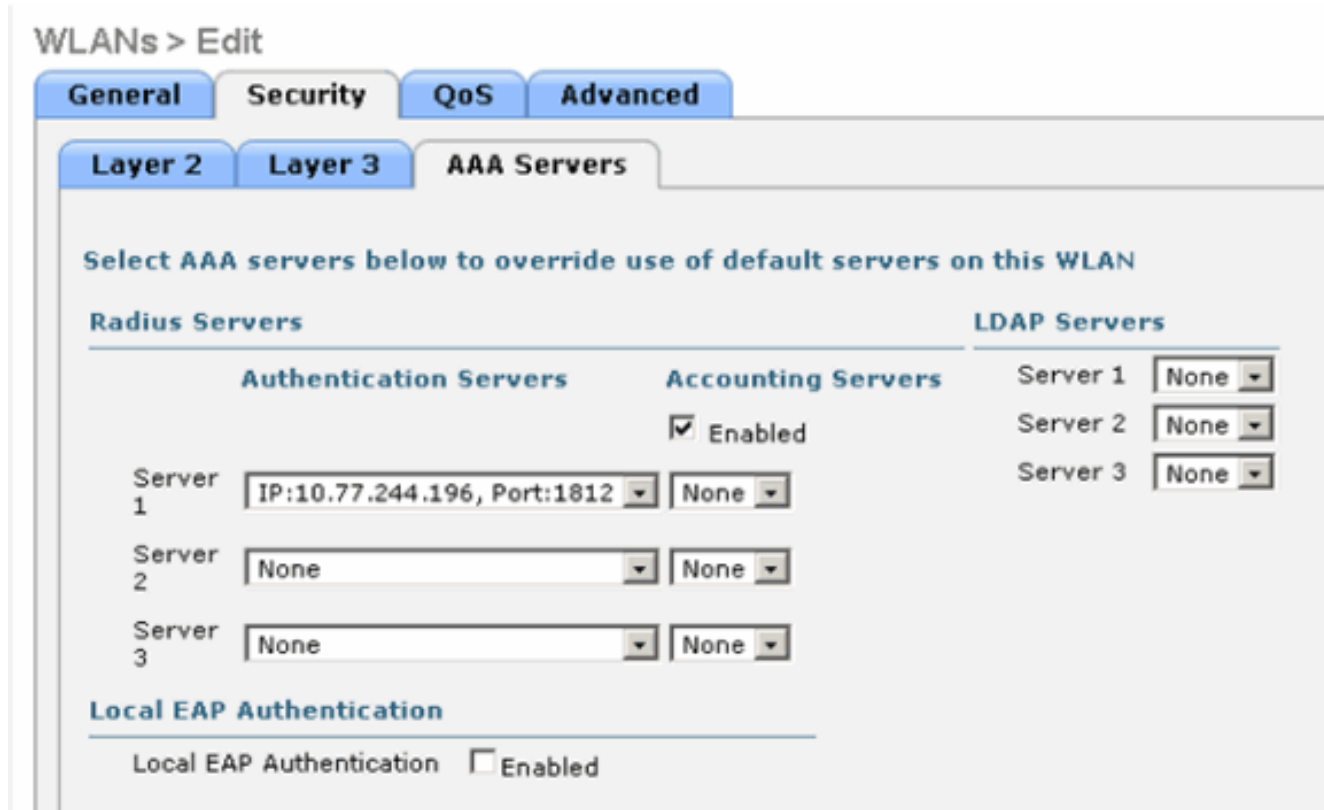 WLANs > Edit
General Security QoS Advanced
Layer 2 Layer 3 AAA Servers
Select AAA servers below to override use of default servers on this WLAN
Radius Servers LDAP Servers
Authentication Servers Accounting Servers Server 1 None
Enabled Server 2 None
Server 1 IP:10.77.244.196, Port:1812 None Server 3 None
Server 2 None None
Server 3 None None
Local EAP Authentication
Local EAP Authentication Enabled